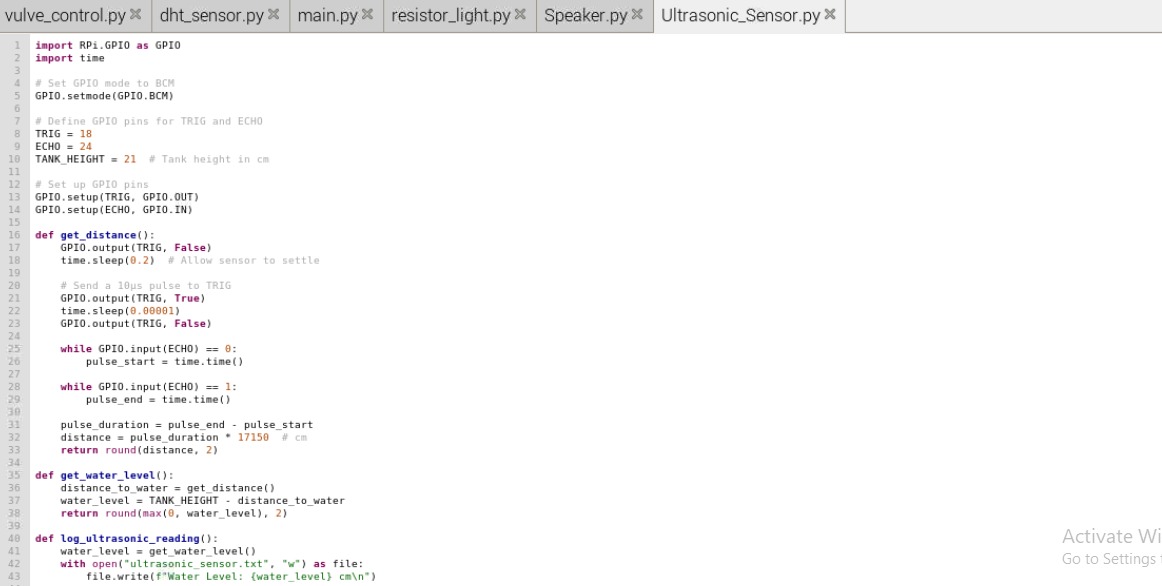 vulve_control.py dht_sensor.py main.py resistor_light.py Speaker.py Ultrasonic_Sensor.py
1 import RPi.GPIO as GPIO
2 import time
3
4 # Set GPIO mode to BCM
5 GPIO.setmode(GPIO.BCM)
6
7 # Define GPIO pins for TRIG and ECHO
8 TRIG = 18
9 ECHO = 24
10 TANK_HEIGHT = 21  # Tank height in cm
11
12 # Set up GPIO pins
13 GPIO.setup(TRIG, GPIO.OUT)
14 GPIO.setup(ECHO, GPIO.IN)
15
16 def get_distance():
17     GPIO.output(TRIG, False)
18     time.sleep(0.2)  # Allow sensor to settle
19
20     # Send a 10µs pulse to TRIG
21     GPIO.output(TRIG, True)
22     time.sleep(0.00001)
23     GPIO.output(TRIG, False)
24
25     while GPIO.input(ECHO) == 0:
26         pulse_start = time.time()
27
28     while GPIO.input(ECHO) == 1:
29         pulse_end = time.time()
30
31     pulse_duration = pulse_end - pulse_start
32     distance = pulse_duration * 17150  # cm
33     return round(distance, 2)
34
35 def get_water_level():
36     distance_to_water = get_distance()
37     water_level = TANK_HEIGHT - distance_to_water
38     return round(max(0, water_level), 2)
39
40 def log_ultrasonic_reading():
41     water_level = get_water_level()
42     with open("ultrasonic_sensor.txt", "w") as file:
43         file.write(f"Water Level: {water_level} cm\n")
Activate Wi
Go to Settings